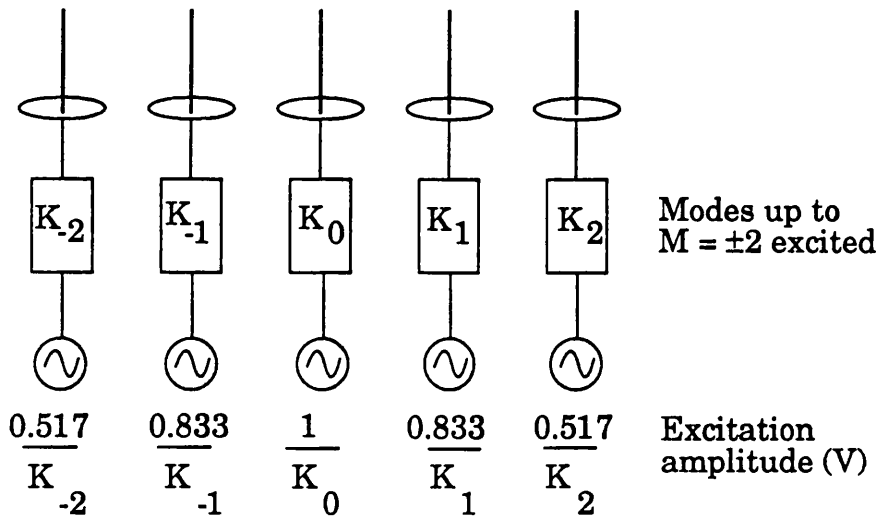 K-2 K-1 K0 K1 K2
Modes up to
M = ±2 excited
0.517 0.833 1 0.833 0.517
K-2 K-1 K0 K1 K2
Excitation
amplitude (V)